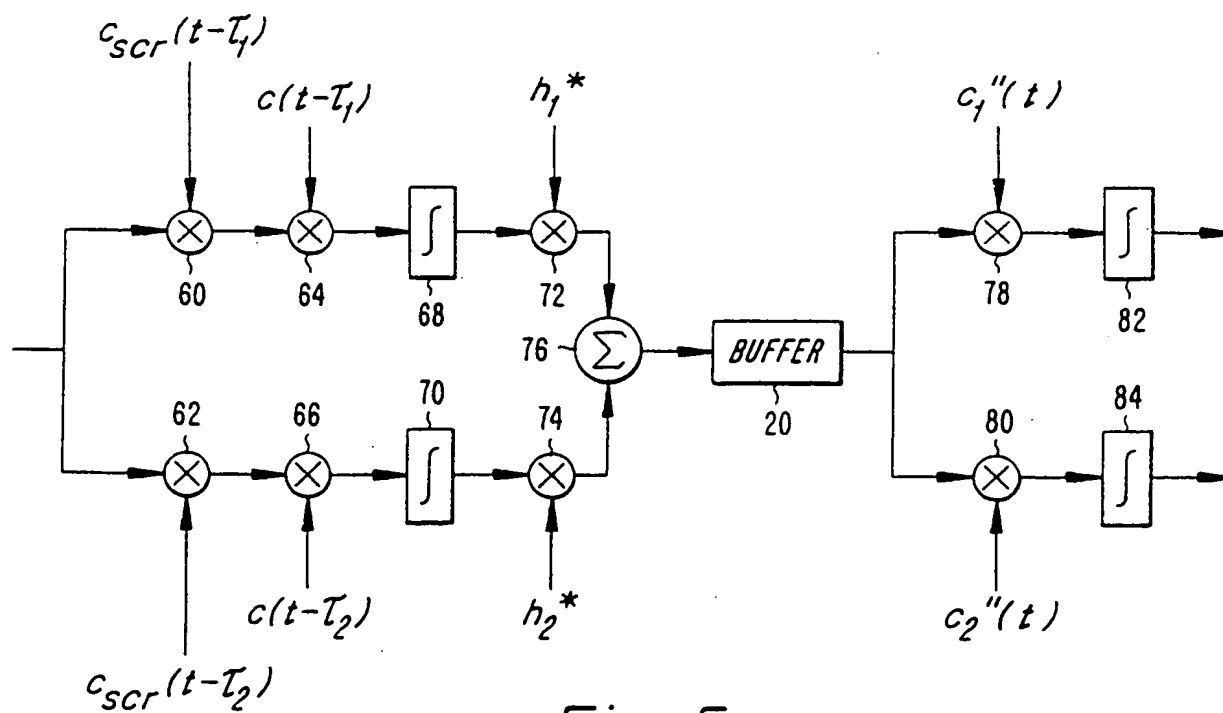 c_scr(t-τ_1)
c(t-τ_1)
h_1*
c_1''(t)
60
64
68
72
78
82
76
Σ
BUFFER
20
62
66
70
74
80
84
c(t-τ_2)
h_2*
c_2''(t)
c_scr(t-τ_2)